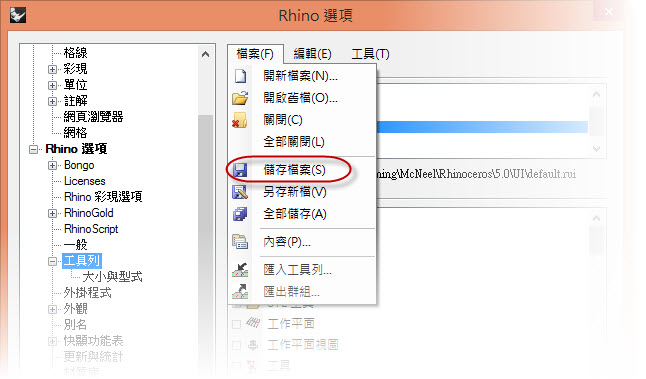 Rhino 選項
格線
彩現
單位
註解
網頁瀏覽器
網格
Rhino 選項
Bongo
Licenses
Rhino 彩現選項
RhinoGold
RhinoScript
一般
工具列
大小與型式
外掛程式
外觀
別名
快顯功能表
更新與統計
檔案(F) 編輯(E) 工具(T)
開新檔案(N)...
開啟舊檔(O)...
關閉(C)
全部關閉(L)
儲存檔案(S)
另存新檔(V)
全部儲存(A)
內容(P)...
匯入工具列...
匯出群組...
ning\McNeel\Rhinoceros\5.0\UI\default.rui
工作平面
工作平面視圖
工具